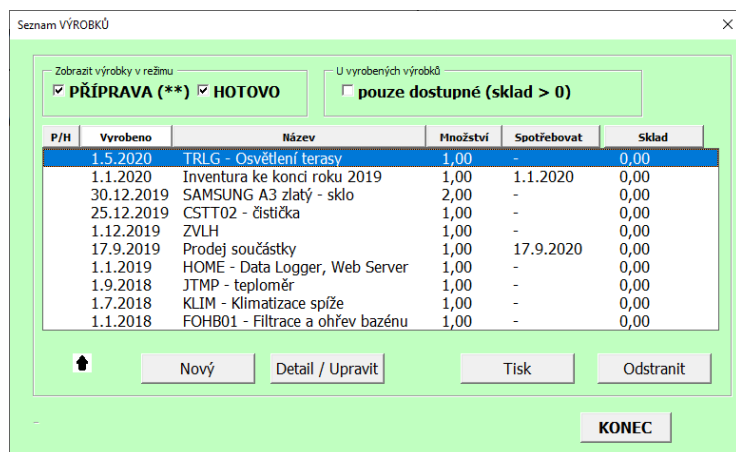 Seznam VÝROBKŮ
Zobrazit výrobky v režimu
PŘÍPRAVA (**) HOTOVO
U vyrobených výrobků
pouze dostupné (sklad > 0)
P/H Vyrobeno Název Množství Spotřebovat Sklad
1.5.2020 TRLG - Osvětlení terasy 1,00 - 0,00
1.1.2020 Inventura ke konci roku 2019 1,00 1.1.2020 0,00
30.12.2019 SAMSUNG A3 zlatý - sklo 2,00 - 0,00
25.12.2019 CSTT02 - čistička 1,00 - 0,00
1.12.2019 ZVLH 1,00 - 0,00
17.9.2019 Prodej součástky 1,00 17.9.2020 0,00
1.1.2019 HOME - Data Logger, Web Server 1,00 - 0,00
1.9.2018 JTMP - teploměr 1,00 - 0,00
1.7.2018 KLIM - Klimatizace spíže 1,00 - 0,00
1.1.2018 FOHB01 - Filtrace a ohřev bazénu 1,00 - 0,00
Nový Detail / Upravit Tisk Odstranit
KONEC